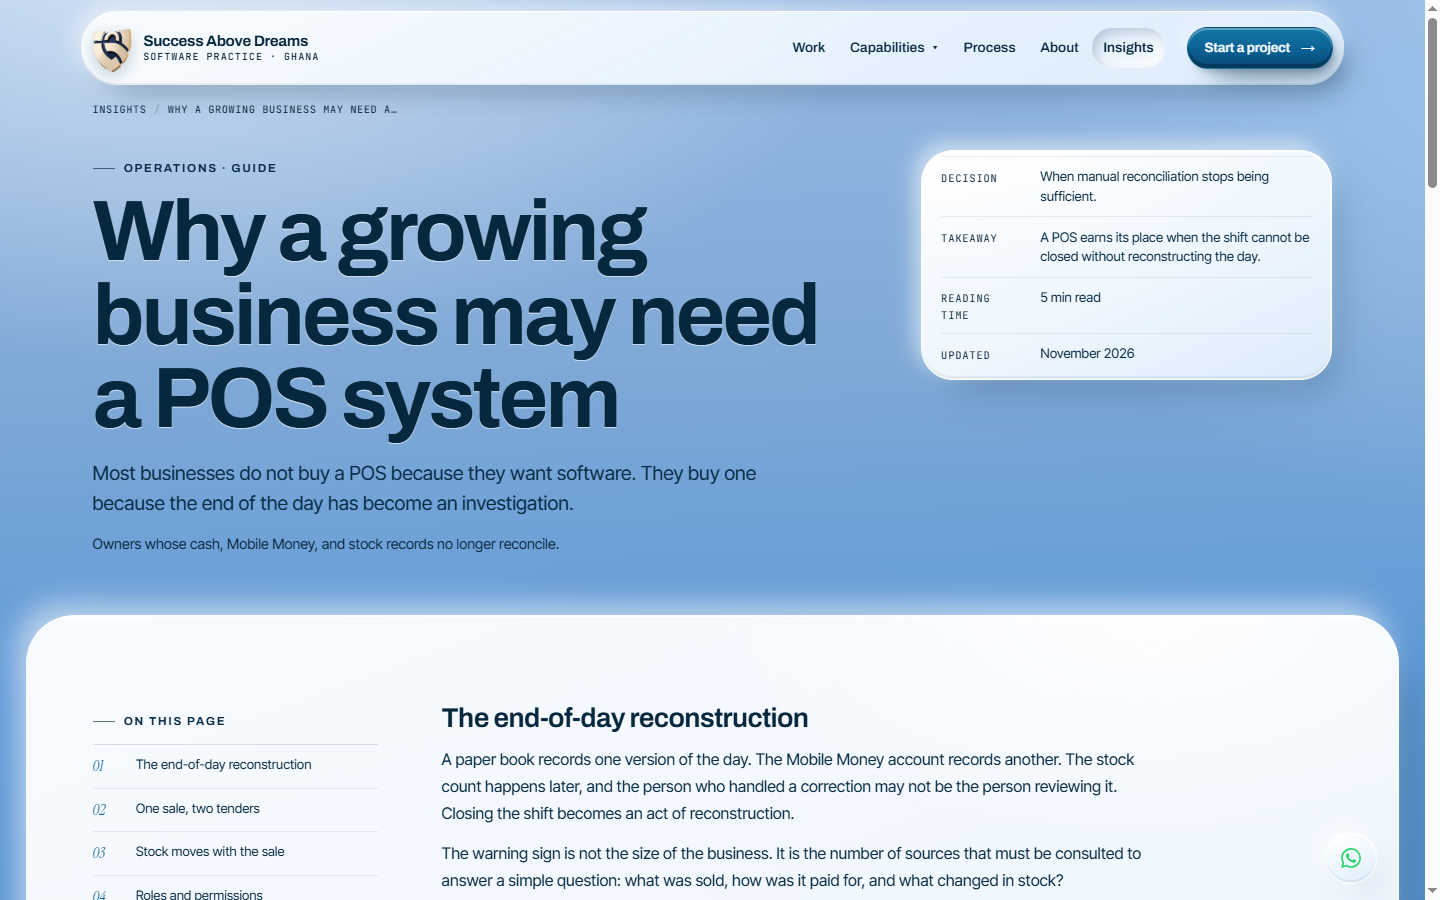 Success Above Dreams
SOFTWARE PRACTICE · GHANA
Work
Capabilities
Process
About
Insights
Start a project →
INSIGHTS / WHY A GROWING BUSINESS MAY NEED A…
OPERATIONS · GUIDE
Why a growing
business may need
a POS system
Most businesses do not buy a POS because they want software. They buy one
because the end of the day has become an investigation.
Owners whose cash, Mobile Money, and stock records no longer reconcile.
DECISION
When manual reconciliation stops being
sufficient.
TAKEAWAY
A POS earns its place when the shift cannot be
closed without reconstructing the day.
READING
TIME
5 min read
UPDATED
November 2026
ON THIS PAGE
01 The end-of-day reconstruction
02 One sale, two tenders
03 Stock moves with the sale
04 Roles and permissions
The end-of-day reconstruction
A paper book records one version of the day. The Mobile Money account records another. The stock
count happens later, and the person who handled a correction may not be the person reviewing it.
Closing the shift becomes an act of reconstruction.
The warning sign is not the size of the business. It is the number of sources that must be consulted to
answer a simple question: what was sold, how was it paid for, and what changed in stock?